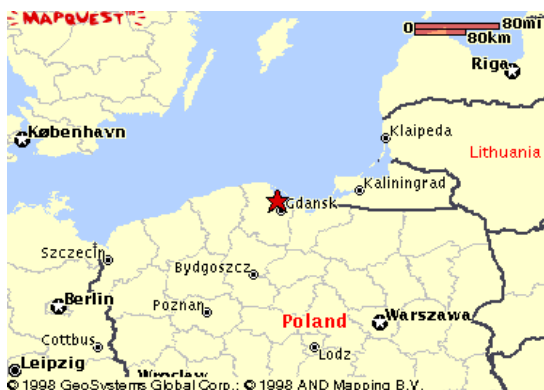 MAPQUEST
0 80mi
80km
Riga
København
Klaipeda
Lithuania
Kaliningrad
Gdansk
Szczecin
Bydgoszcz
Berlin
Poznan
Poland
Warszawa
Cottbus
Lodz
Leipzig
Wroclaw
© 1998 GeoSystems Global Corp.; © 1998 AND Mapping B.V.